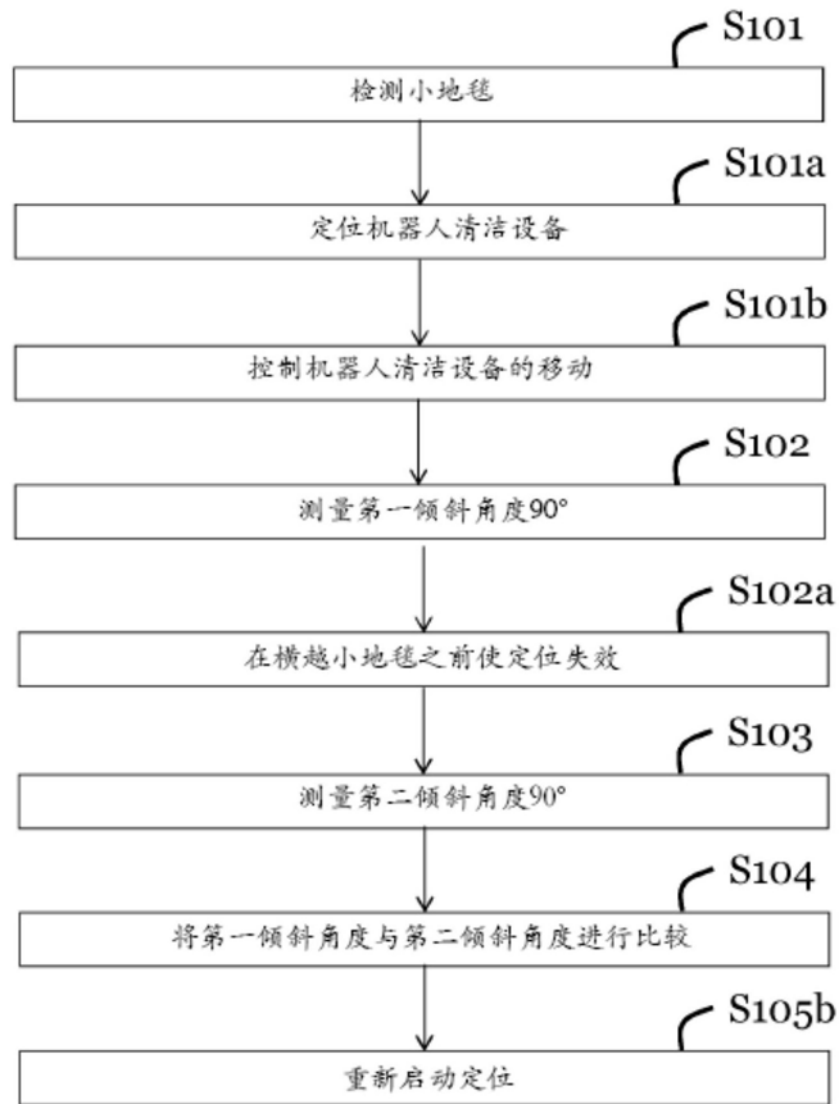 S101
检测小地毯
S101a
定位机器人清洁设备
S101b
控制机器人清洁设备的移动
S102
测量第一倾斜角度90°
S102a
在横越小地毯之前使定位失效
S103
测量第二倾斜角度90°
S104
将第一倾斜角度与第二倾斜角度进行比较
S105b
重新启动定位